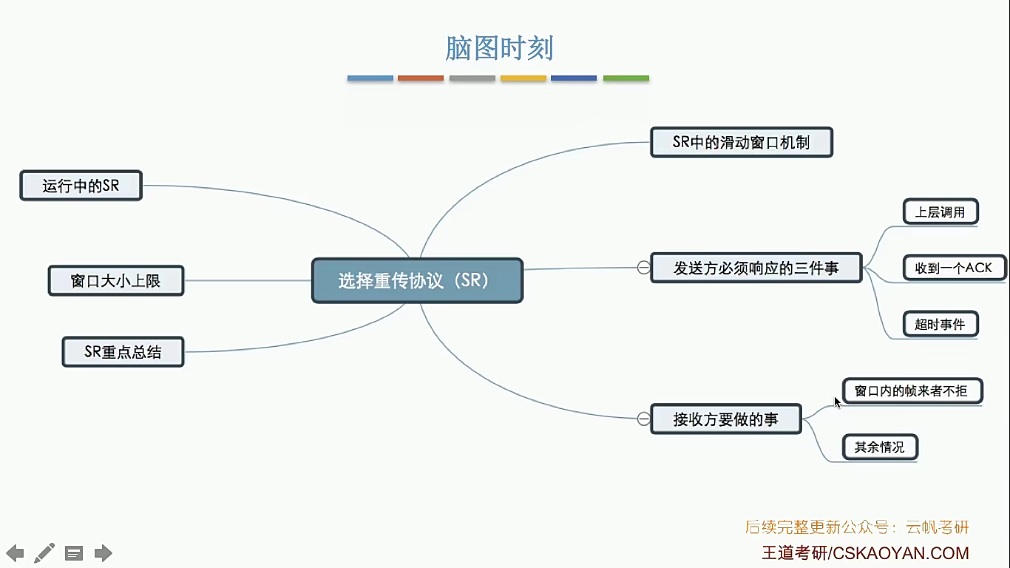 脑图时刻
SR中的滑动窗口机制
运行中的SR
上层调用
选择重传协议（SR）
发送方必须响应的三件事
收到一个ACK
窗口大小上限
超时事件
SR重点总结
窗口内的帧来者不拒
接收方要做的事
其余情况
后续完整更新公众号：云帆考研
王道考研/CSKAOYAN.COM